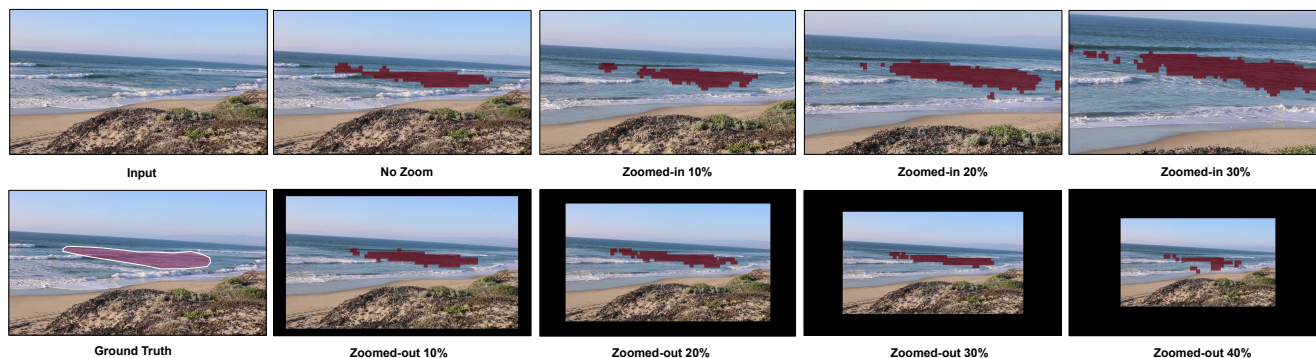 Input
No Zoom
Zoomed-in 10%
Zoomed-in 20%
Zoomed-in 30%
Ground Truth
Zoomed-out 10%
Zoomed-out 20%
Zoomed-out 30%
Zoomed-out 40%